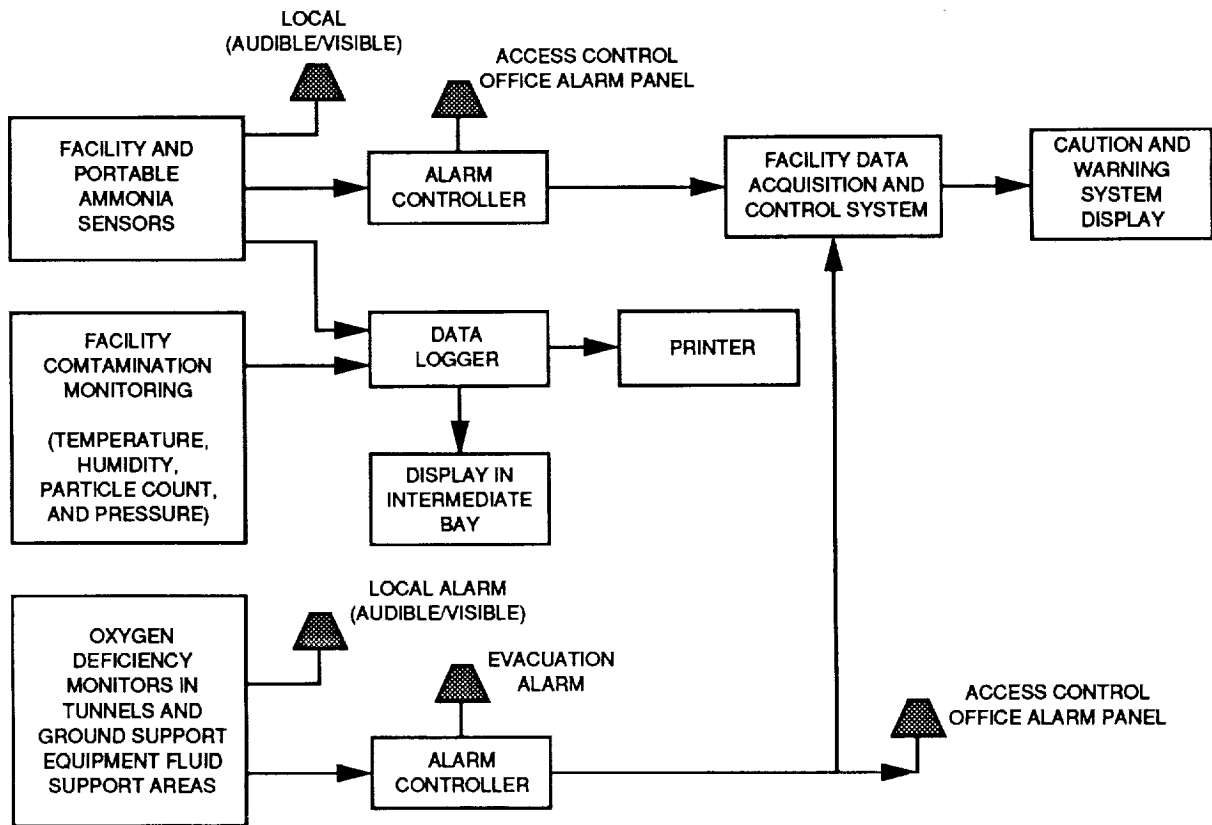 LOCAL
(AUDIBLE/VISIBLE)
ACCESS CONTROL
OFFICE ALARM PANEL
FACILITY AND
PORTABLE
AMMONIA
SENSORS
ALARM
CONTROLLER
FACILITY DATA
ACQUISITION AND
CONTROL SYSTEM
CAUTION AND
WARNING
SYSTEM
DISPLAY
FACILITY
COMTAMINATION
MONITORING
(TEMPERATURE,
HUMIDITY,
PARTICLE COUNT,
AND PRESSURE)
DATA
LOGGER
PRINTER
DISPLAY IN
INTERMEDIATE
BAY
LOCAL ALARM
(AUDIBLE/VISIBLE)
OXYGEN
DEFICIENCY
MONITORS IN
TUNNELS AND
GROUND SUPPORT
EQUIPMENT FLUID
SUPPORT AREAS
EVACUATION
ALARM
ALARM
CONTROLLER
ACCESS CONTROL
OFFICE ALARM PANEL